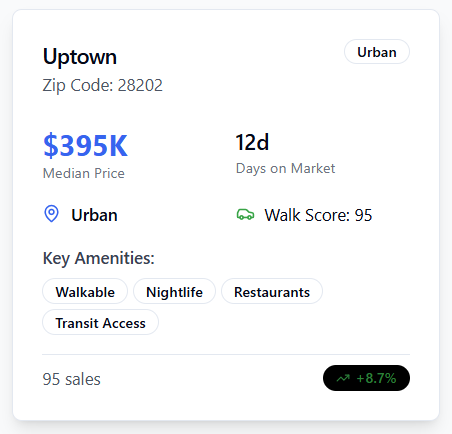 Uptown
Urban
Zip Code: 28202
$395K
Median Price
12d
Days on Market
Urban
Walk Score: 95
Key Amenities:
Walkable
Nightlife
Restaurants
Transit Access
95 sales
+8.7%